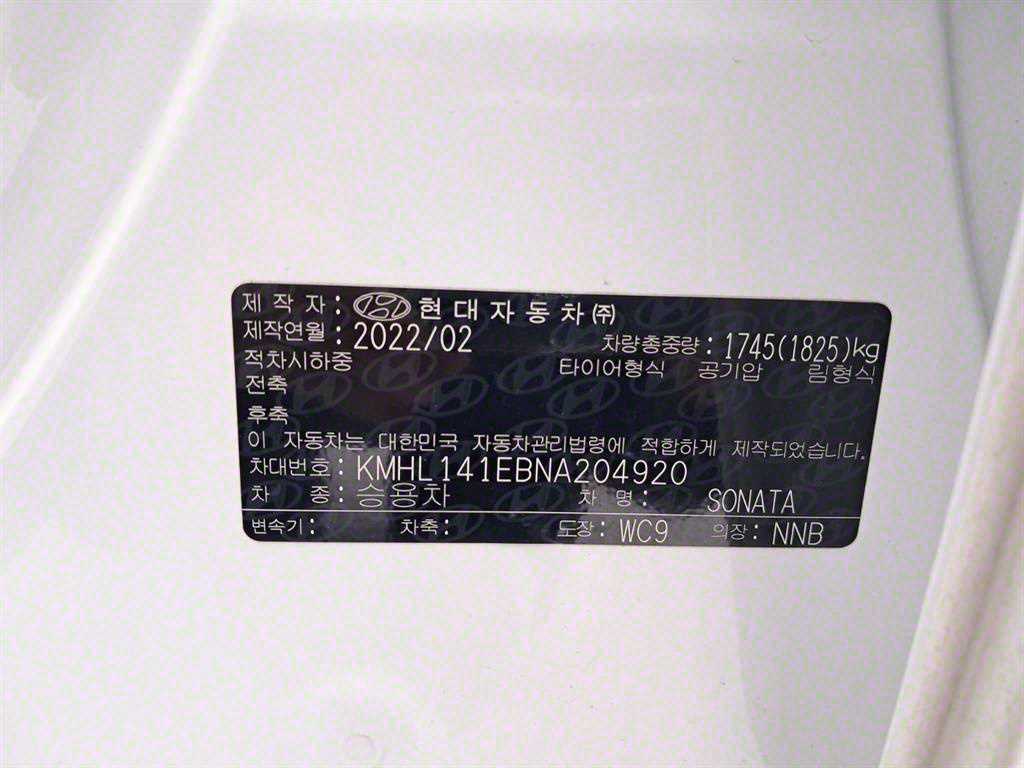 제 작 자 : 현 대 자 동 차 ㈜
제작연월 : 2022/02 차량총중량 : 1745(1825)kg
적차시하중 타이어형식 공기압 림형식
전축
후축
이 자동차는 대한민국 자동차관리법령에 적합하게 제작되었습니다.
차대번호 : KMHL141EBNA204920
차 종 : 승용차 차 명 : SONATA
변속기 : 차축 : 도장 : WC9 의장 : NNB